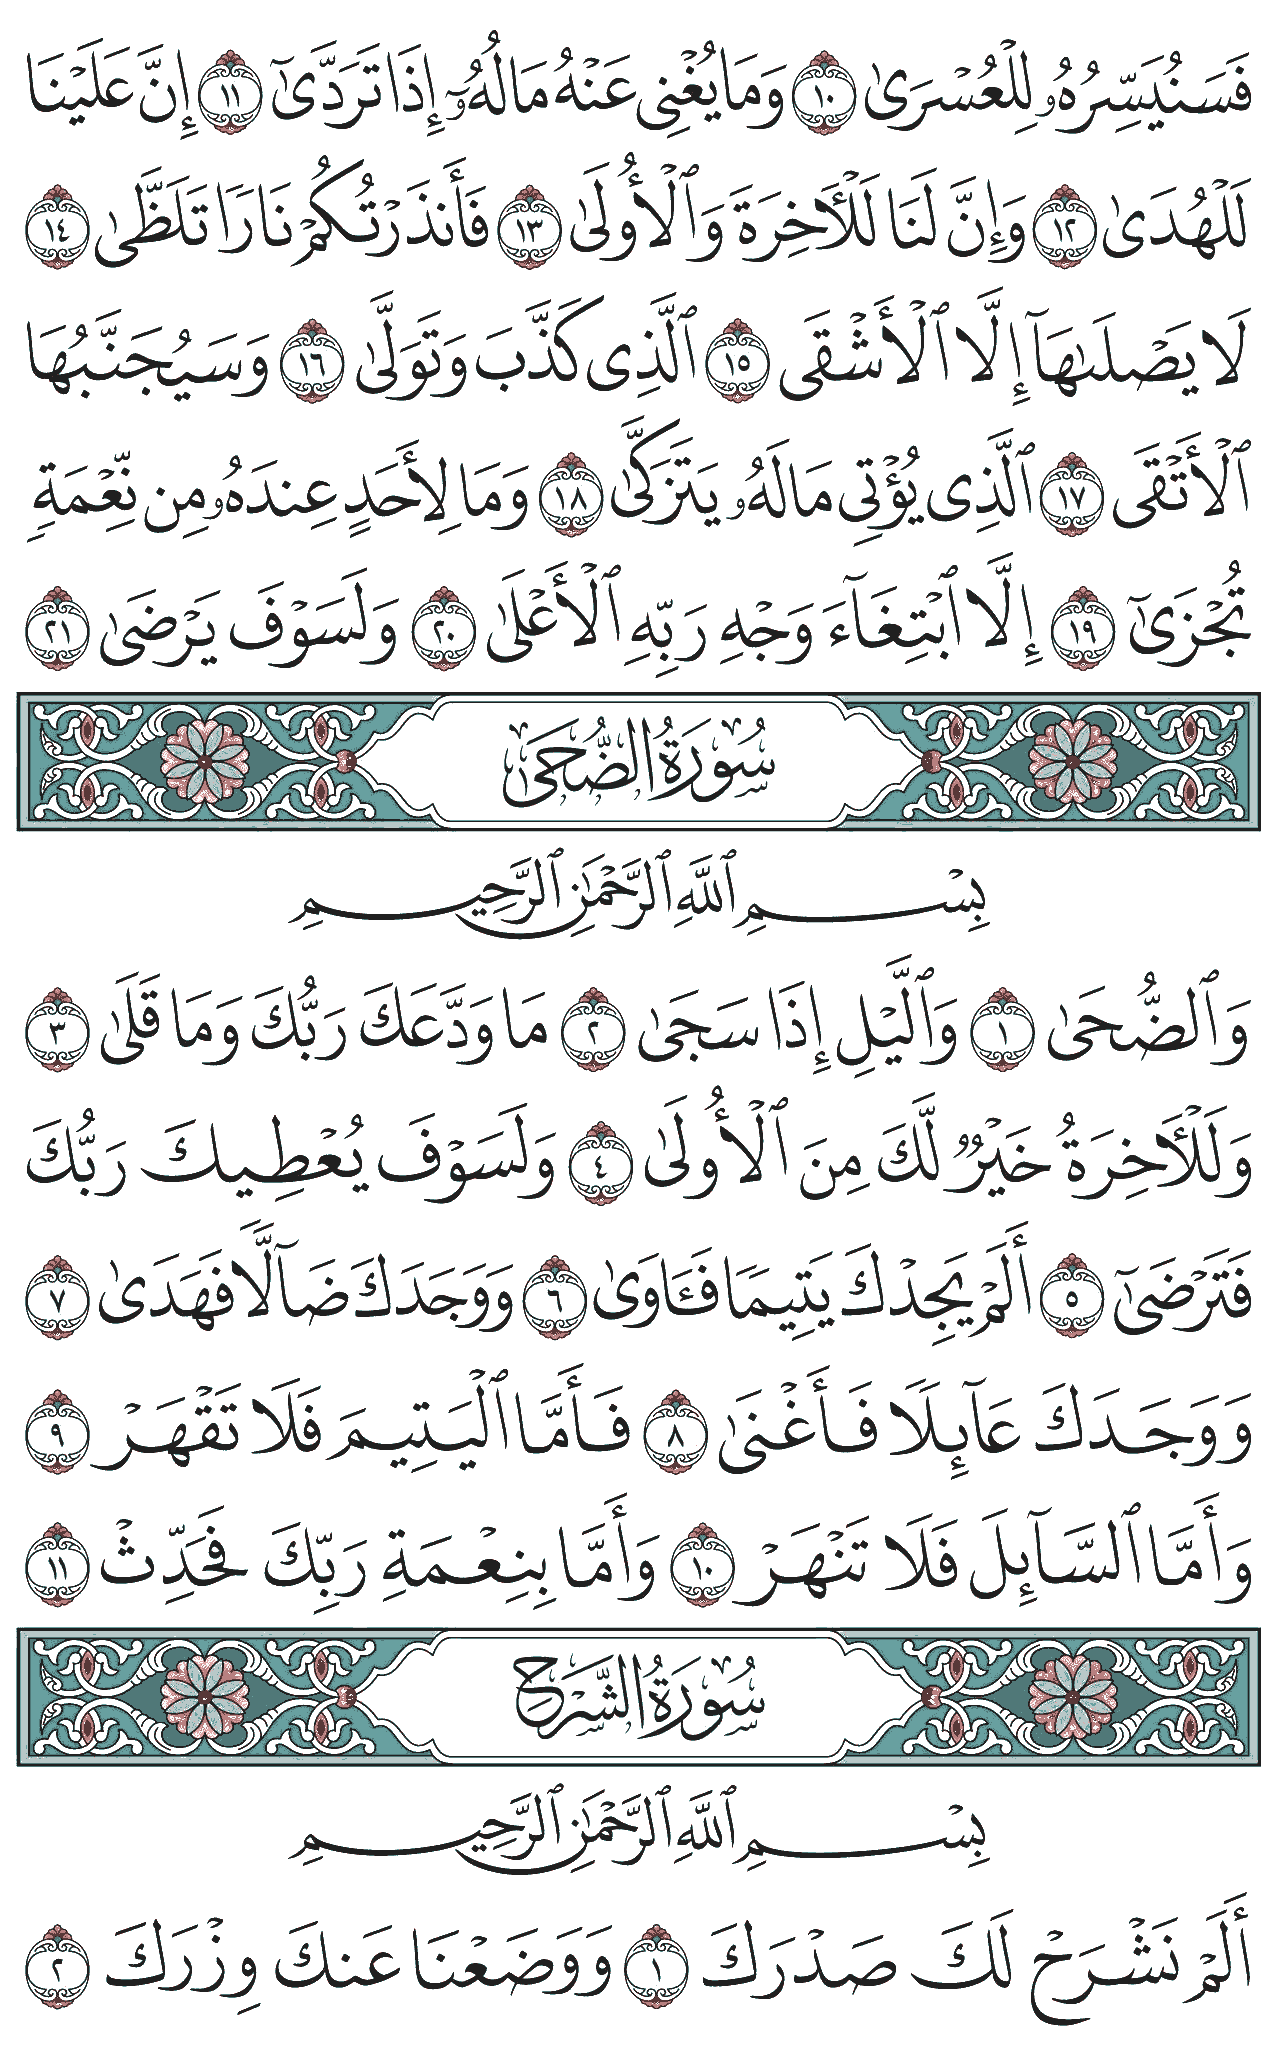 فَسَنُيَسِّرُهُۥ لِلْعُسْرَىٰ ١٠ وَمَا يُغْنِى عَنْهُ مَالُهُۥٓ إِذَا تَرَدَّىٰٓ ١١ إِنَّ عَلَيْنَا
لَلْهُدَىٰ ١٢ وَإِنَّ لَنَا لَلْـَٔاخِرَةَ وَٱلْأُولَىٰ ١٣ فَأَنذَرْتُكُمْ نَارًا تَلَظَّىٰ ١٤
لَا يَصْلَىٰهَآ إِلَّا ٱلْأَشْقَى ١٥ ٱلَّذِى كَذَّبَ وَتَوَلَّىٰ ١٦ وَسَيُجَنَّبُهَا
ٱلْأَتْقَى ١٧ ٱلَّذِى يُؤْتِى مَالَهُۥ يَتَزَكَّىٰ ١٨ وَمَا لِأَحَدٍ عِندَهُۥ مِن نِّعْمَةٍ
تُجْزَىٰٓ ١٩ إِلَّا ٱبْتِغَآءَ وَجْهِ رَبِّهِ ٱلْأَعْلَىٰ ٢٠ وَلَسَوْفَ يَرْضَىٰ ٢١
سُورَةُ الضُّحَىٰ
بِسْمِ ٱللَّهِ ٱلرَّحْمَٰنِ ٱلرَّحِيمِ
وَٱلضُّحَىٰ ١ وَٱلَّيْلِ إِذَا سَجَىٰ ٢ مَا وَدَّعَكَ رَبُّكَ وَمَا قَلَىٰ ٣
وَلَلْـَٔاخِرَةُ خَيْرٌ لَّكَ مِنَ ٱلْأُولَىٰ ٤ وَلَسَوْفَ يُعْطِيكَ رَبُّكَ
فَتَرْضَىٰٓ ٥ أَلَمْ يَجِدْكَ يَتِيمًا فَـَٔاوَىٰ ٦ وَوَجَدَكَ ضَآلًّا فَهَدَىٰ ٧
وَوَجَدَكَ عَآئِلًا فَأَغْنَىٰ ٨ فَأَمَّا ٱلْيَتِيمَ فَلَا تَقْهَرْ ٩
وَأَمَّا ٱلسَّآئِلَ فَلَا تَنْهَرْ ١٠ وَأَمَّا بِنِعْمَةِ رَبِّكَ فَحَدِّثْ ١١
سُورَةُ الشَّرْحِ
بِسْمِ ٱللَّهِ ٱلرَّحْمَٰنِ ٱلرَّحِيمِ
أَلَمْ نَشْرَحْ لَكَ صَدْرَكَ ١ وَوَضَعْنَا عَنكَ وِزْرَكَ ٢